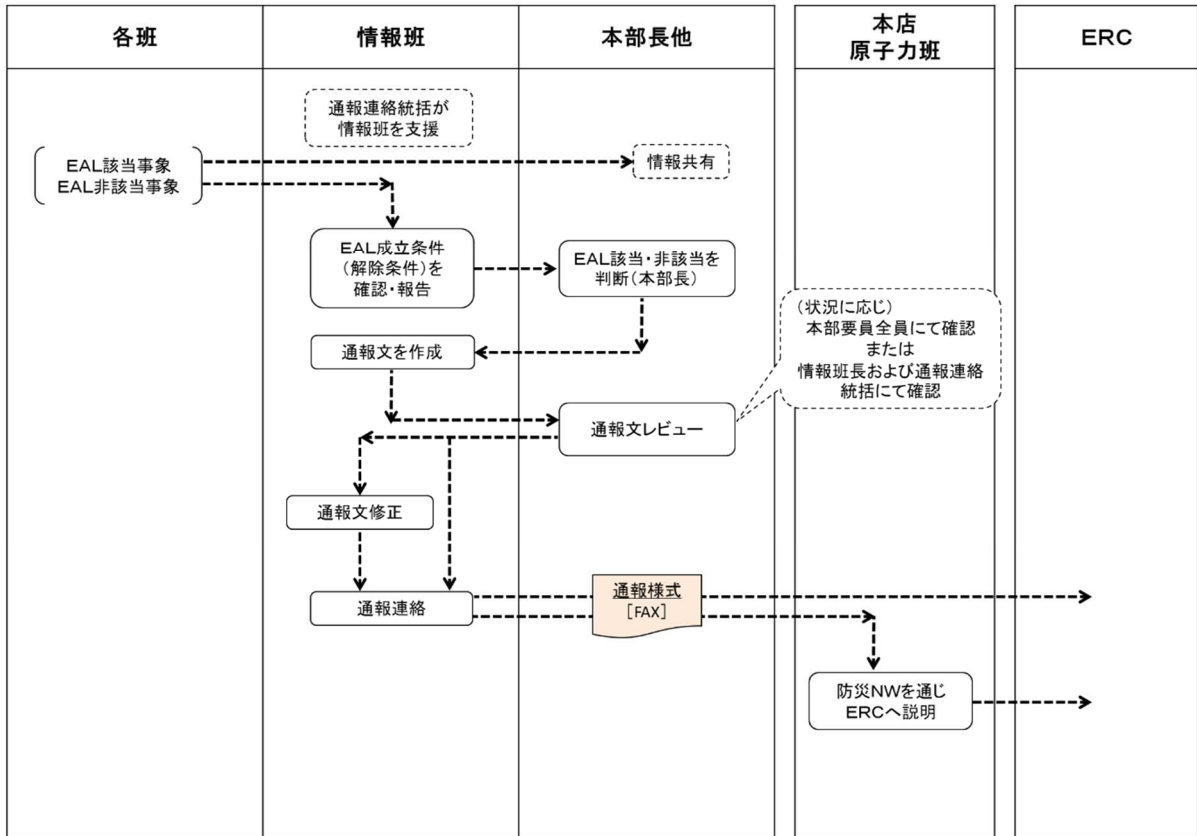 各班
情報班
本部長他
本店
原子力班
ERC
通報連絡統括が
情報班を支援
EAL該当事象
EAL非該当事象
情報共有
EAL成立条件
（解除条件）を
確認・報告
EAL該当・非該当を
判断（本部長）
（状況に応じ）
本部要員全員にて確認
または
情報班長および通報連絡
統括にて確認
通報文を作成
通報文レビュー
通報文修正
通報連絡
通報様式
［FAX］
防災NWを通じ
ERCへ説明